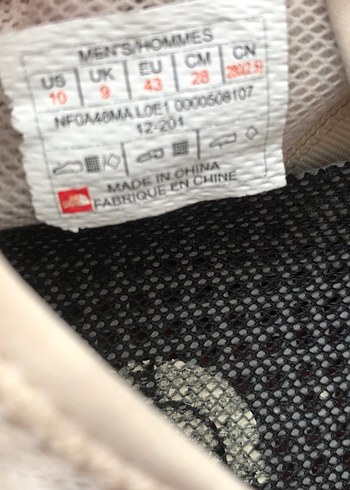 MEN'S/HOMMES
US UK EU CM CN
10 9 43 28 280(2.5)
NF0A48MA L0E1 0000508107
12-201
MADE IN CHINA
FABRIQUE EN CHINE